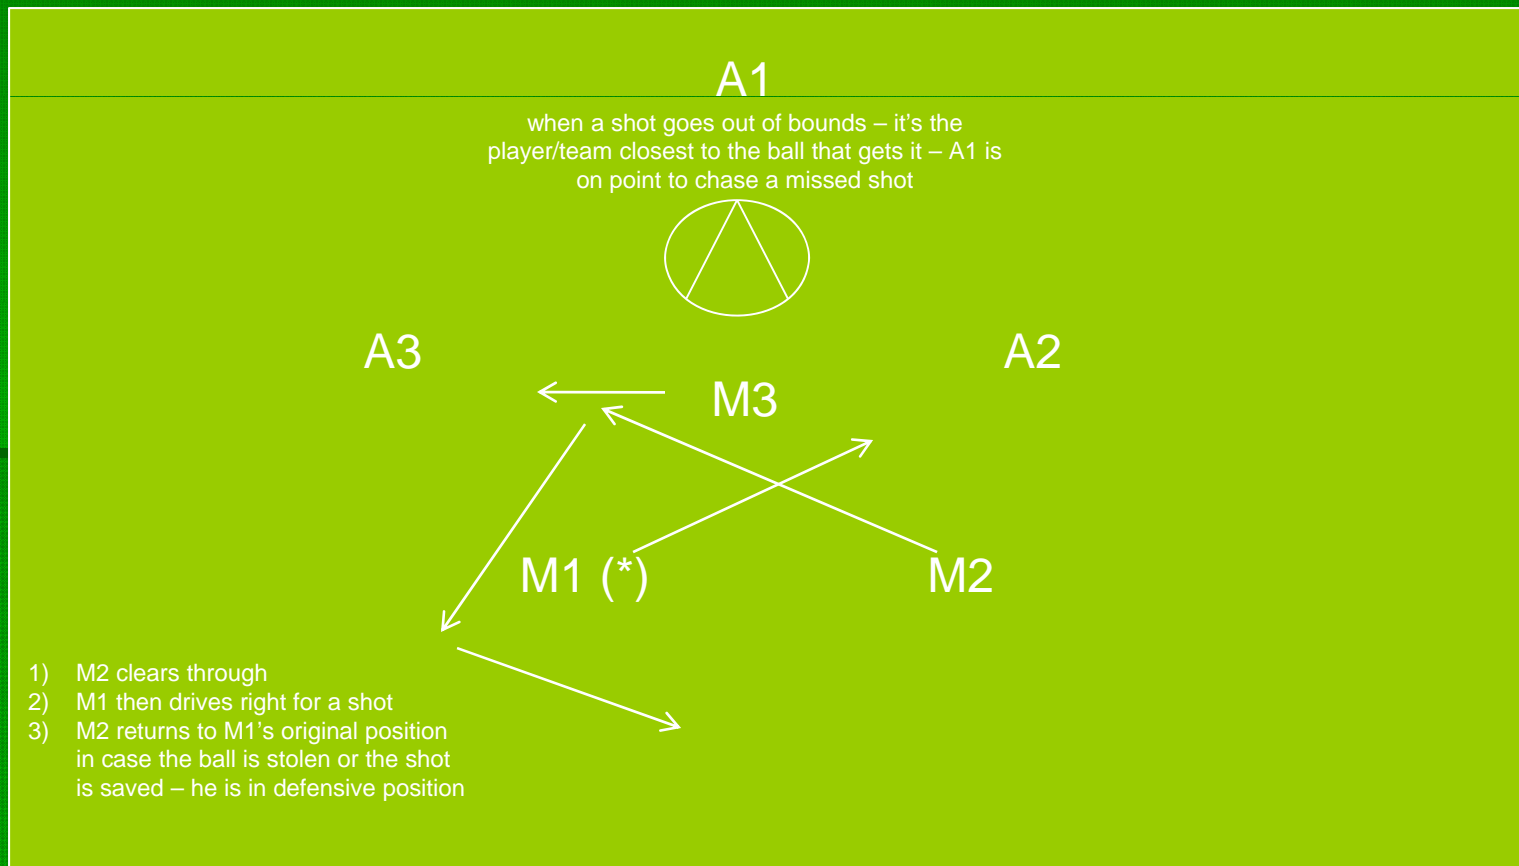 A1
when a shot goes out of bounds – it's the
player/team closest to the ball that gets it – A1 is
on point to chase a missed shot
A3
A2
M3
M1 (*)
M2
1) M2 clears through
2) M1 then drives right for a shot
3) M2 returns to M1's original position
in case the ball is stolen or the shot
is saved – he is in defensive position